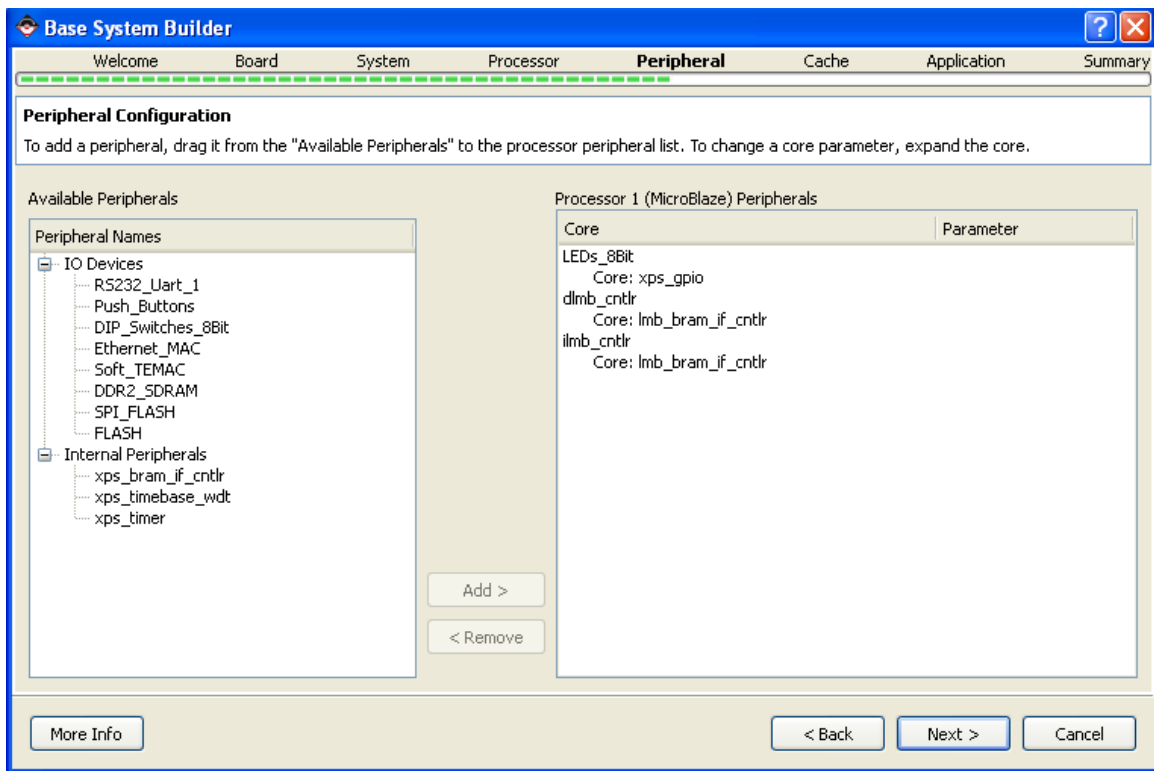 Base System Builder
Welcome Board System Processor Peripheral Cache Application Summary
Peripheral Configuration
To add a peripheral, drag it from the "Available Peripherals" to the processor peripheral list. To change a core parameter, expand the core.
Available Peripherals
Peripheral Names
IO Devices
RS232_Uart_1
Push_Buttons
DIP_Switches_8Bit
Ethernet_MAC
Soft_TEMAC
DDR2_SDRAM
SPI_FLASH
FLASH
Internal Peripherals
xps_bram_if_cntlr
xps_timebase_wdt
xps_timer
Add >
< Remove
Processor 1 (MicroBlaze) Peripherals
Core Parameter
LEDs_8Bit
Core: xps_gpio
dlmb_cntlr
Core: lmb_bram_if_cntlr
ilmb_cntlr
Core: lmb_bram_if_cntlr
More Info < Back Next > Cancel